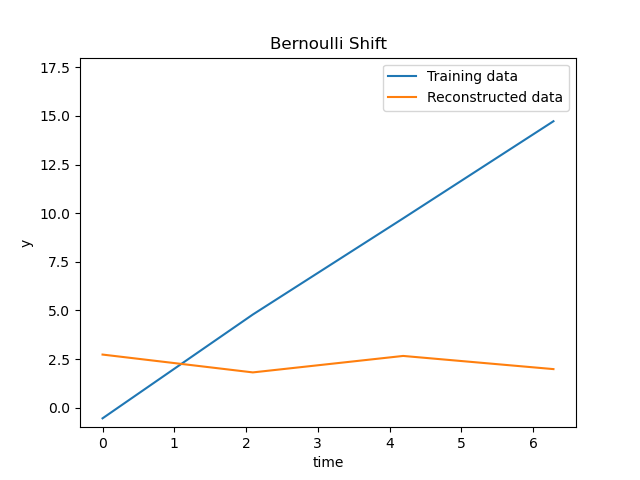 Bernoulli Shift
Training data
Reconstructed data
17.5
15.0
12.5
10.0
7.5
5.0
2.5
0.0
y
0 1 2 3 4 5 6
time